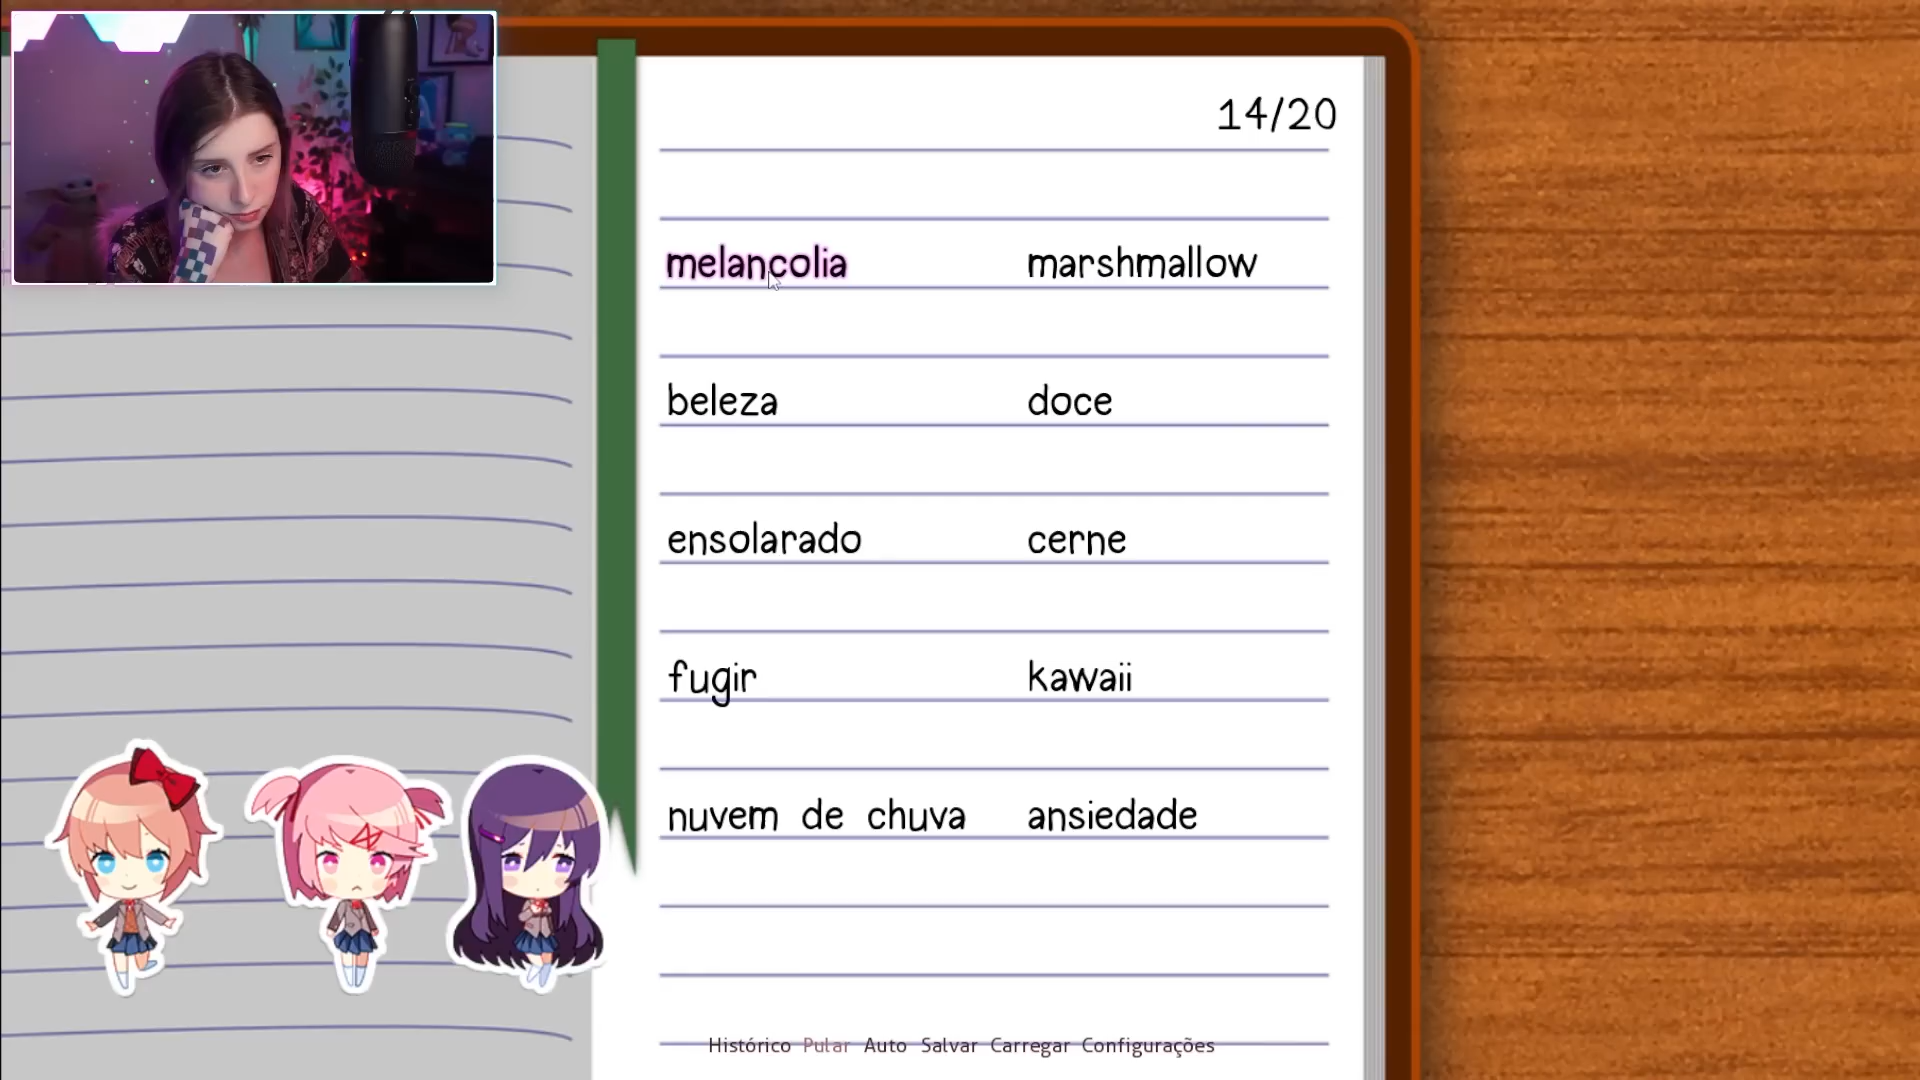 14/20
melancolia marshmallow
beleza doce
ensolarado cerne
fugir kawaii
nuvem de chuva ansiedade
Histórico Pular Auto Salvar Carregar Configurações